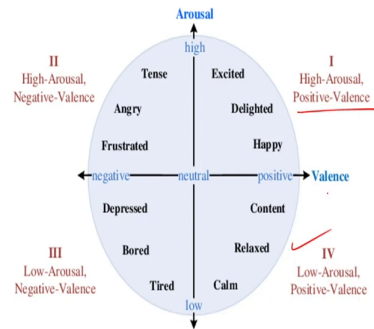 Arousal
high
II
High-Arousal,
Negative-Valence
I
High-Arousal,
Positive-Valence
Tense
Excited
Angry
Delighted
Frustrated
Happy
negative
neutral
positive
Valence
Depressed
Content
Bored
Relaxed
Tired
Calm
III
Low-Arousal,
Negative-Valence
IV
Low-Arousal,
Positive-Valence
low